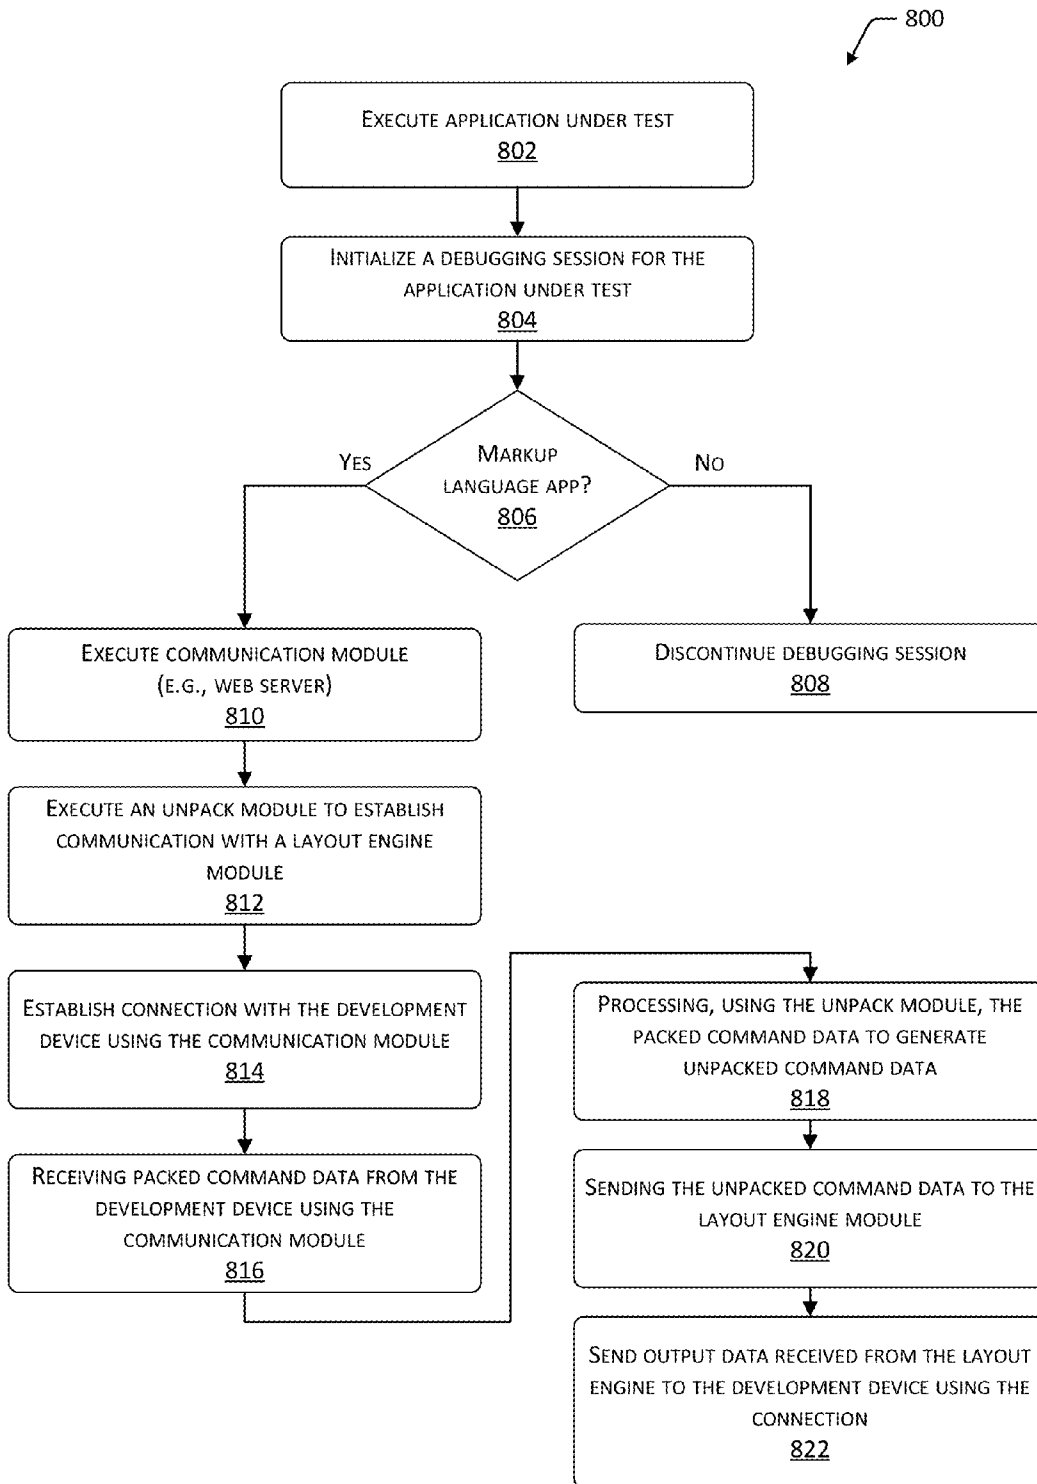 800
EXECUTE APPLICATION UNDER TEST
802
INITIALIZE A DEBUGGING SESSION FOR THE
APPLICATION UNDER TEST
804
YES
MARKUP
LANGUAGE APP?
806
NO
DISCONTINUE DEBUGGING SESSION
808
EXECUTE COMMUNICATION MODULE
(E.G., WEB SERVER)
810
EXECUTE AN UNPACK MODULE TO ESTABLISH
COMMUNICATION WITH A LAYOUT ENGINE
MODULE
812
ESTABLISH CONNECTION WITH THE DEVELOPMENT
DEVICE USING THE COMMUNICATION MODULE
814
RECEIVING PACKED COMMAND DATA FROM THE
DEVELOPMENT DEVICE USING THE
COMMUNICATION MODULE
816
PROCESSING, USING THE UNPACK MODULE, THE
PACKED COMMAND DATA TO GENERATE
UNPACKED COMMAND DATA
818
SENDING THE UNPACKED COMMAND DATA TO THE
LAYOUT ENGINE MODULE
820
SEND OUTPUT DATA RECEIVED FROM THE LAYOUT
ENGINE TO THE DEVELOPMENT DEVICE USING THE
CONNECTION
822